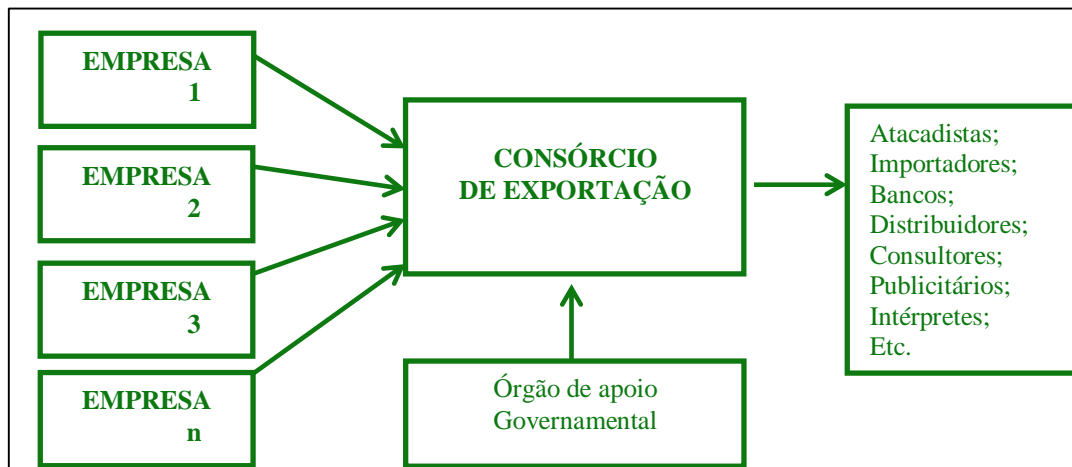 EMPRESA
1
EMPRESA
2
EMPRESA
3
EMPRESA
n
CONSÓRCIO
DE EXPORTAÇÃO
Órgão de apoio
Governamental
Atacadistas;
Importadores;
Bancos;
Distribuidores;
Consultores;
Publicitários;
Intérpretes;
Etc.